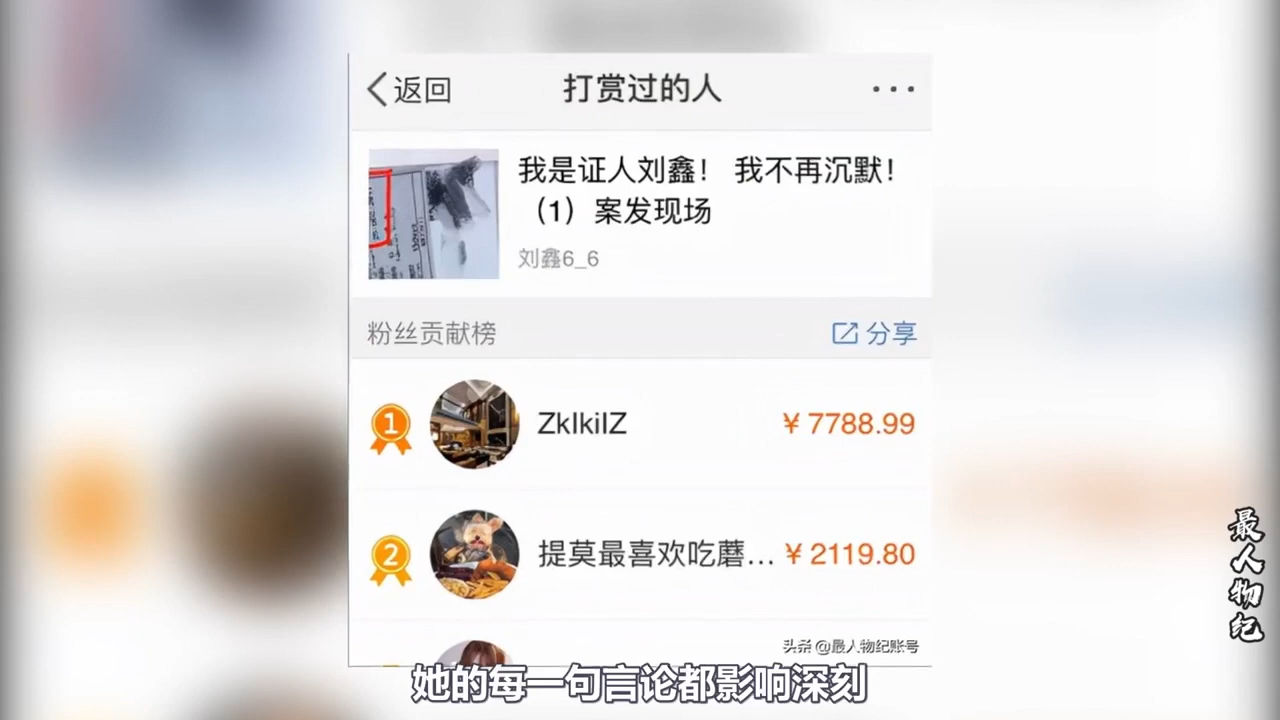 返回
打赏过的人
我是证人刘鑫！ 我不再沉默！
（1）案发现场
刘鑫6_6
粉丝贡献榜
分享
1
ZklkilZ
¥ 7788.99
2
提莫最喜欢吃蘑...
¥ 2119.80
头条 @最人物纪账号
她的每一句言论都影响深刻
最人物纪